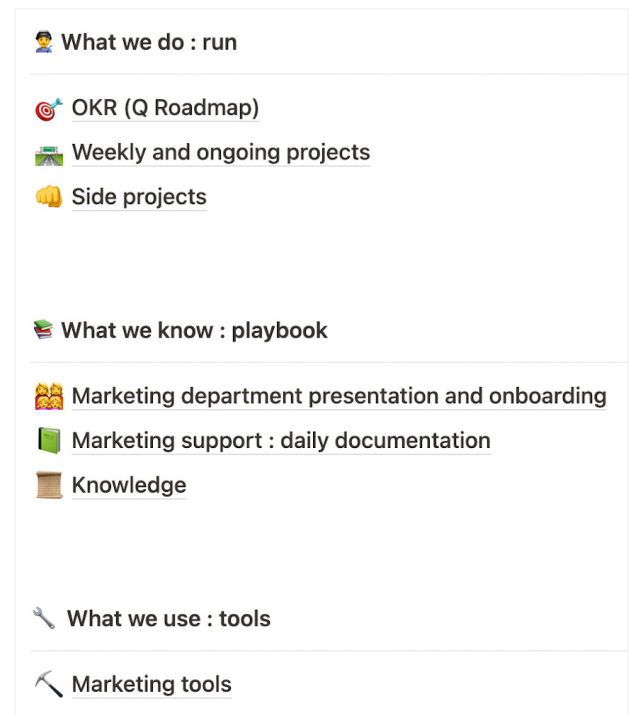 What we do : run
OKR (Q Roadmap)
Weekly and ongoing projects
Side projects
What we know : playbook
Marketing department presentation and onboarding
Marketing support : daily documentation
Knowledge
What we use : tools
Marketing tools